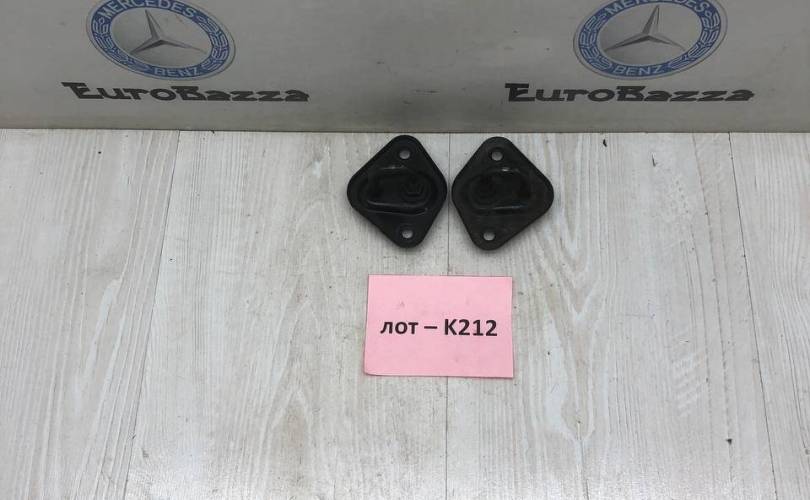 MERCEDES
BENZ
EuroBazza
MERCEDES
BENZ
EuroBazza
лот – K212